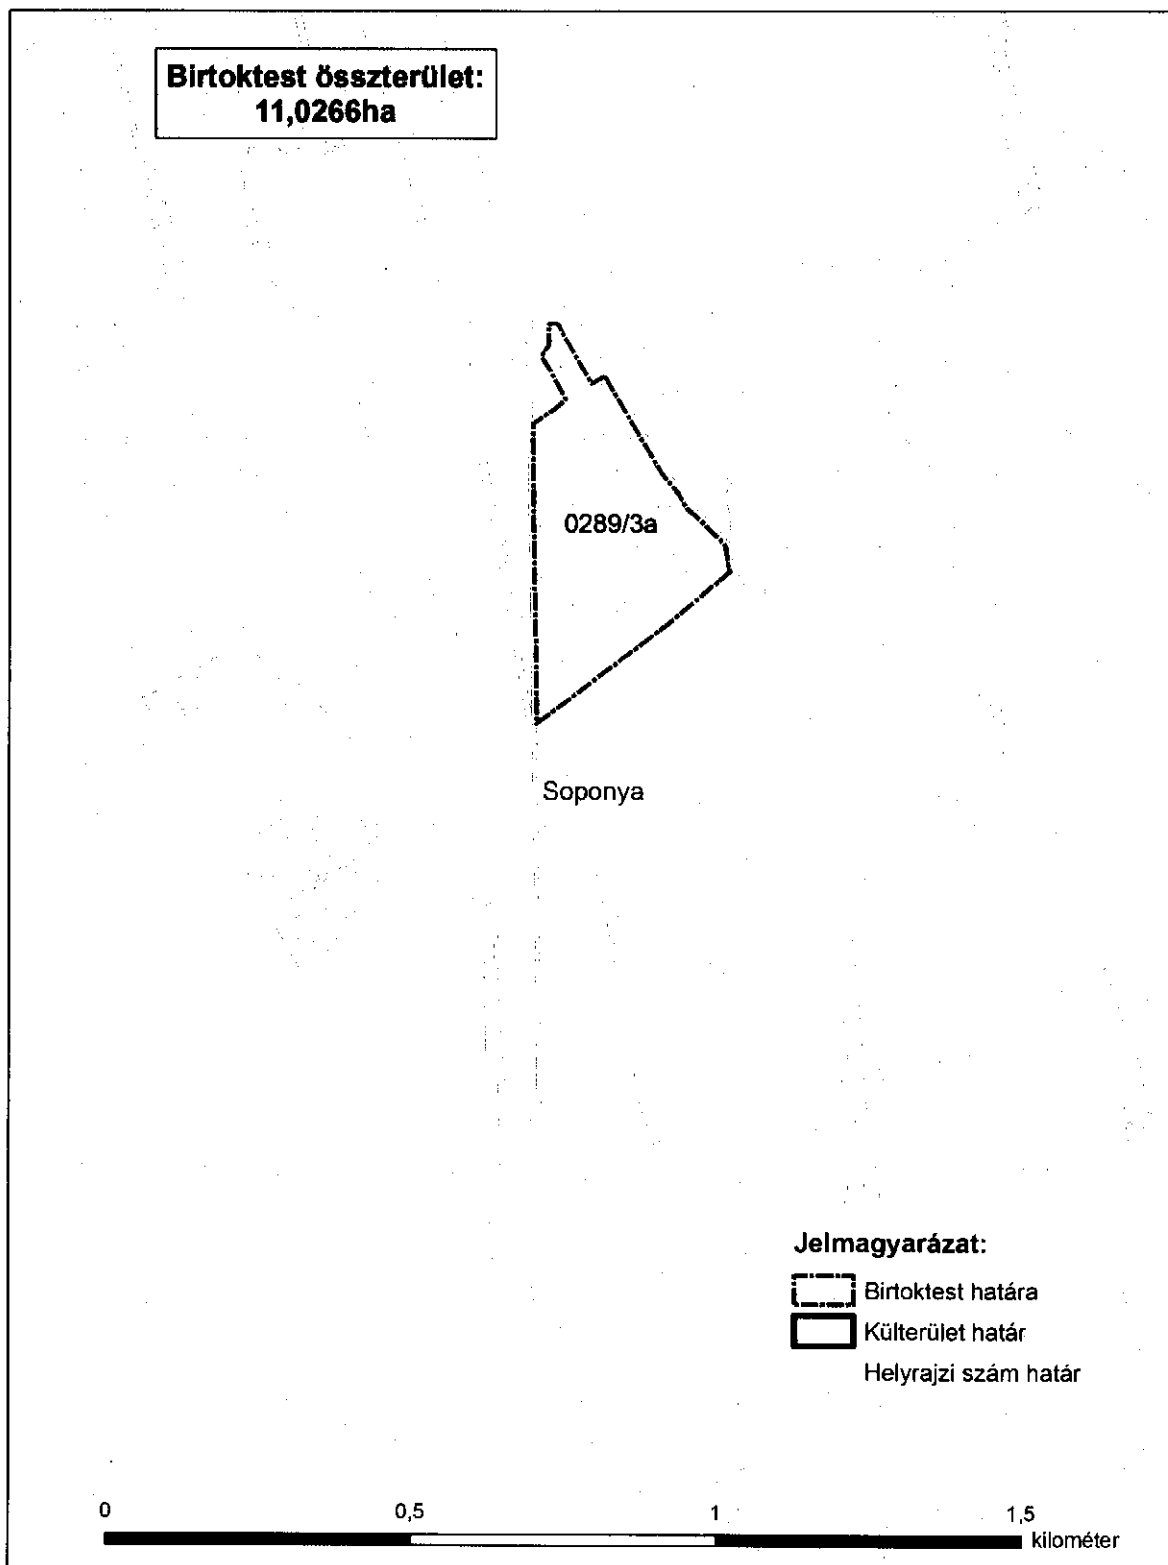 Birtoktest összterület:
11,0266ha
0289/3a
Soponya
Jelmagyarázat:
Birtoktest határa
Külterület határ
Helyrajzi szám határ
0 0,5 1 1,5
kilométer